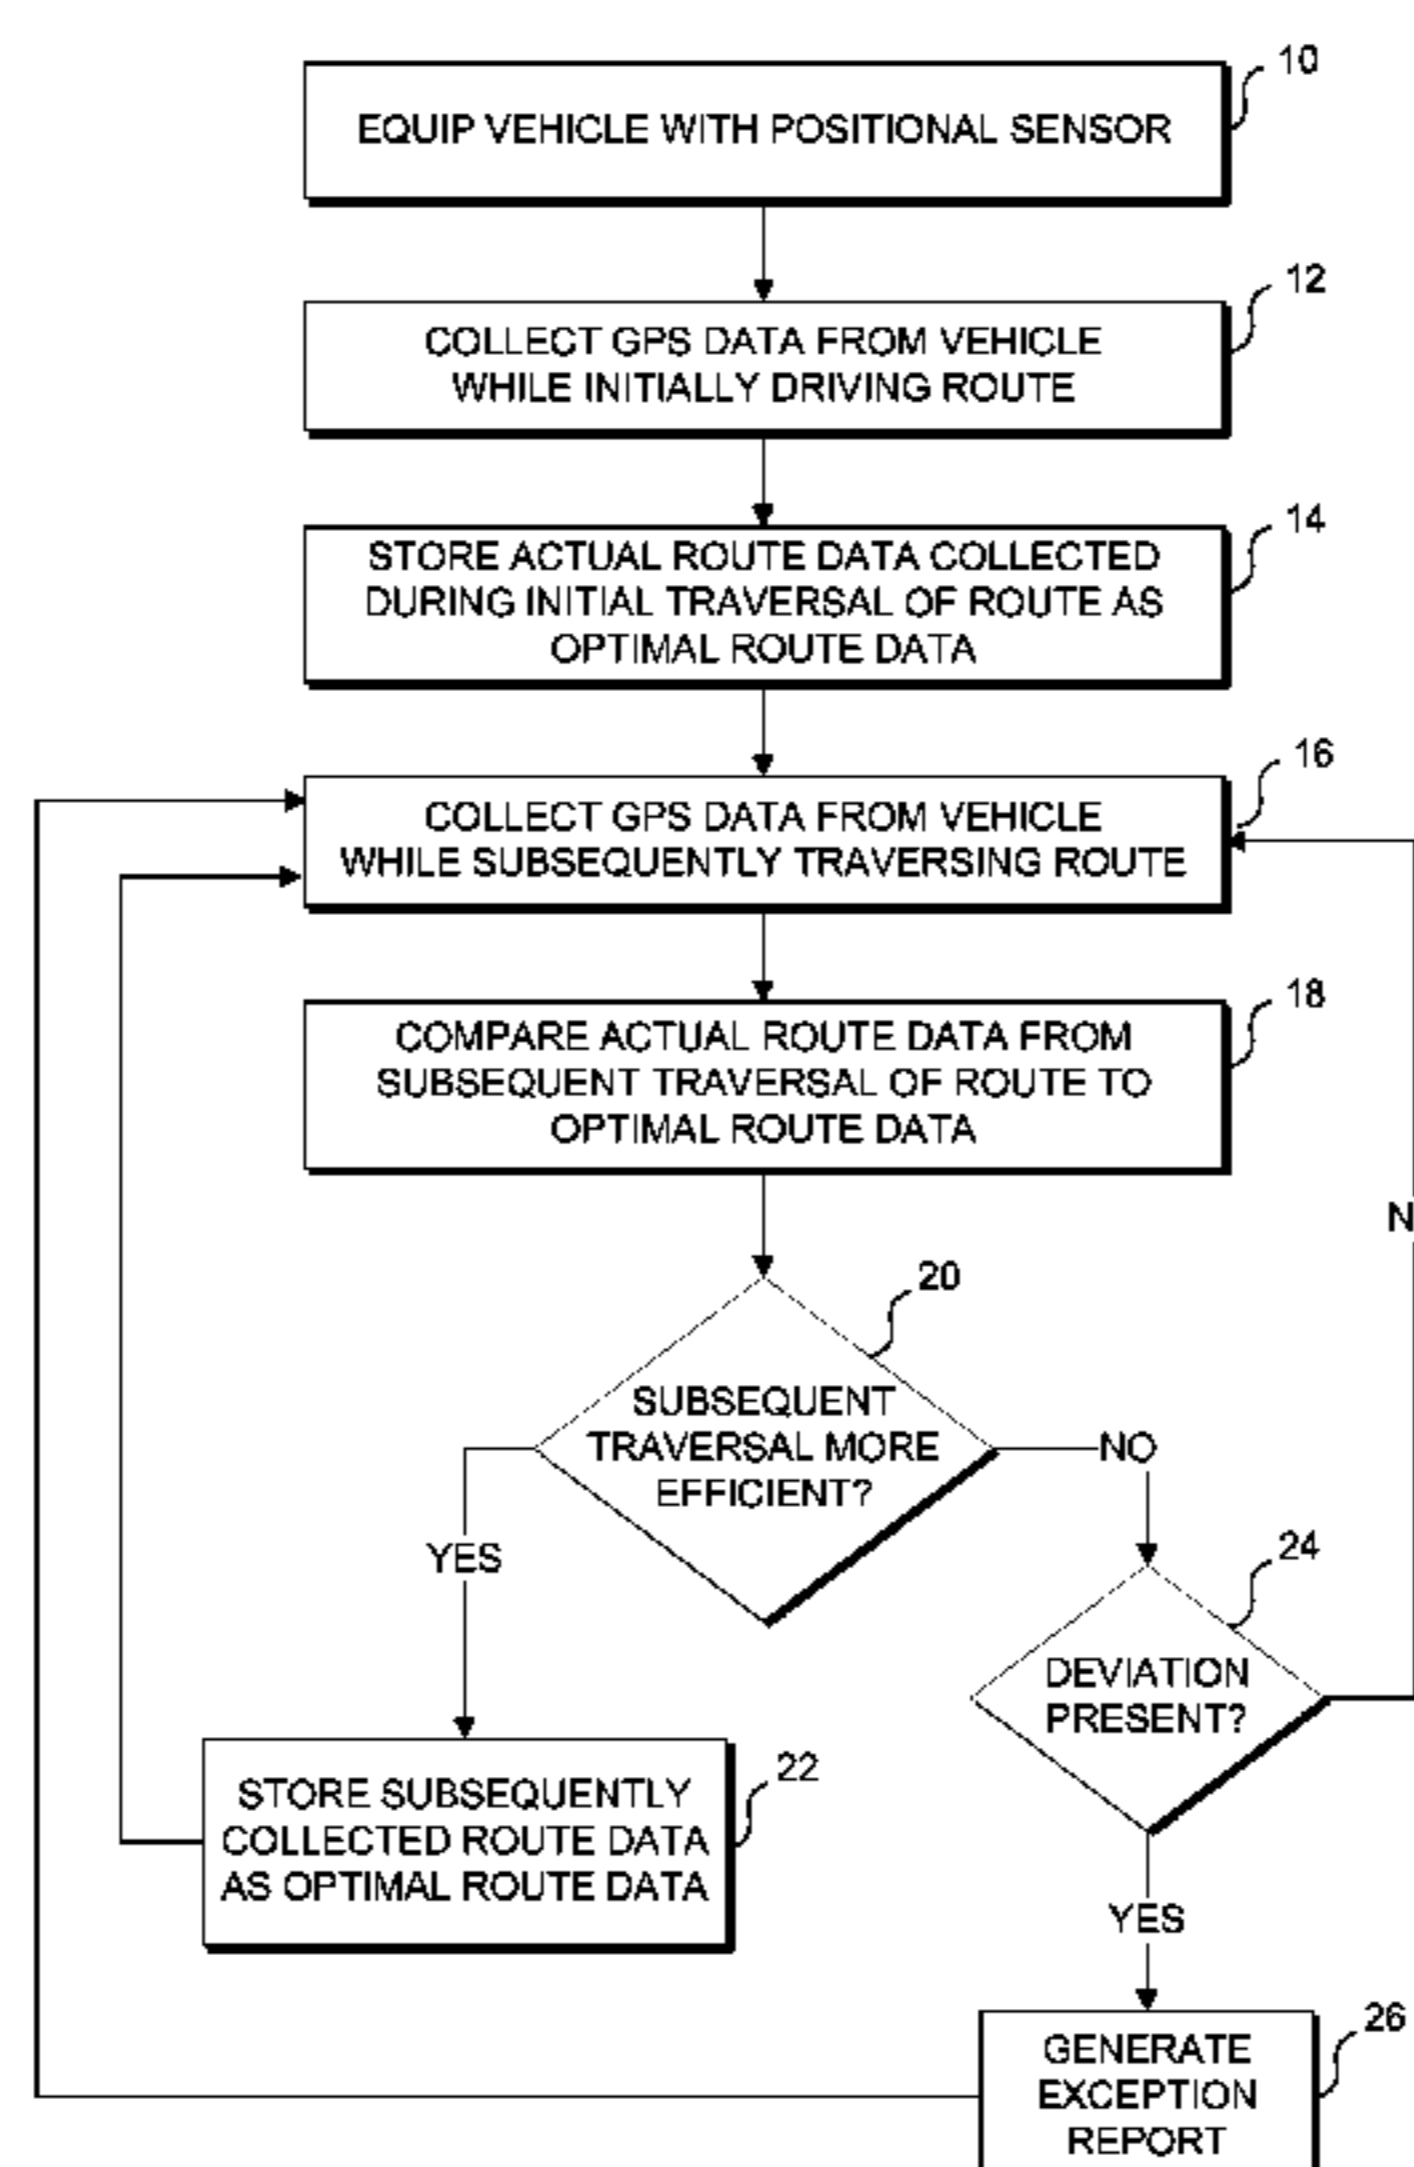 10
EQUIP VEHICLE WITH POSITIONAL SENSOR
12
COLLECT GPS DATA FROM VEHICLE
WHILE INITIALLY DRIVING ROUTE
14
STORE ACTUAL ROUTE DATA COLLECTED
DURING INITIAL TRAVERSAL OF ROUTE AS
OPTIMAL ROUTE DATA
16
COLLECT GPS DATA FROM VEHICLE
WHILE SUBSEQUENTLY TRAVERSING ROUTE
18
COMPARE ACTUAL ROUTE DATA FROM
SUBSEQUENT TRAVERSAL OF ROUTE TO
OPTIMAL ROUTE DATA
N
20
SUBSEQUENT
TRAVERSAL MORE
EFFICIENT?
NO
YES
24
DEVIATION
PRESENT?
22
STORE SUBSEQUENTLY
COLLECTED ROUTE DATA
AS OPTIMAL ROUTE DATA
YES
26
GENERATE
EXCEPTION
REPORT